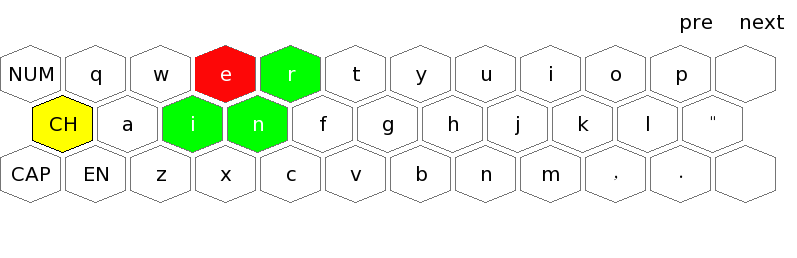 pre next
NUM q w e r t y u i o p
CH a i n f g h j k l "
CAP EN z x c v b n m , .